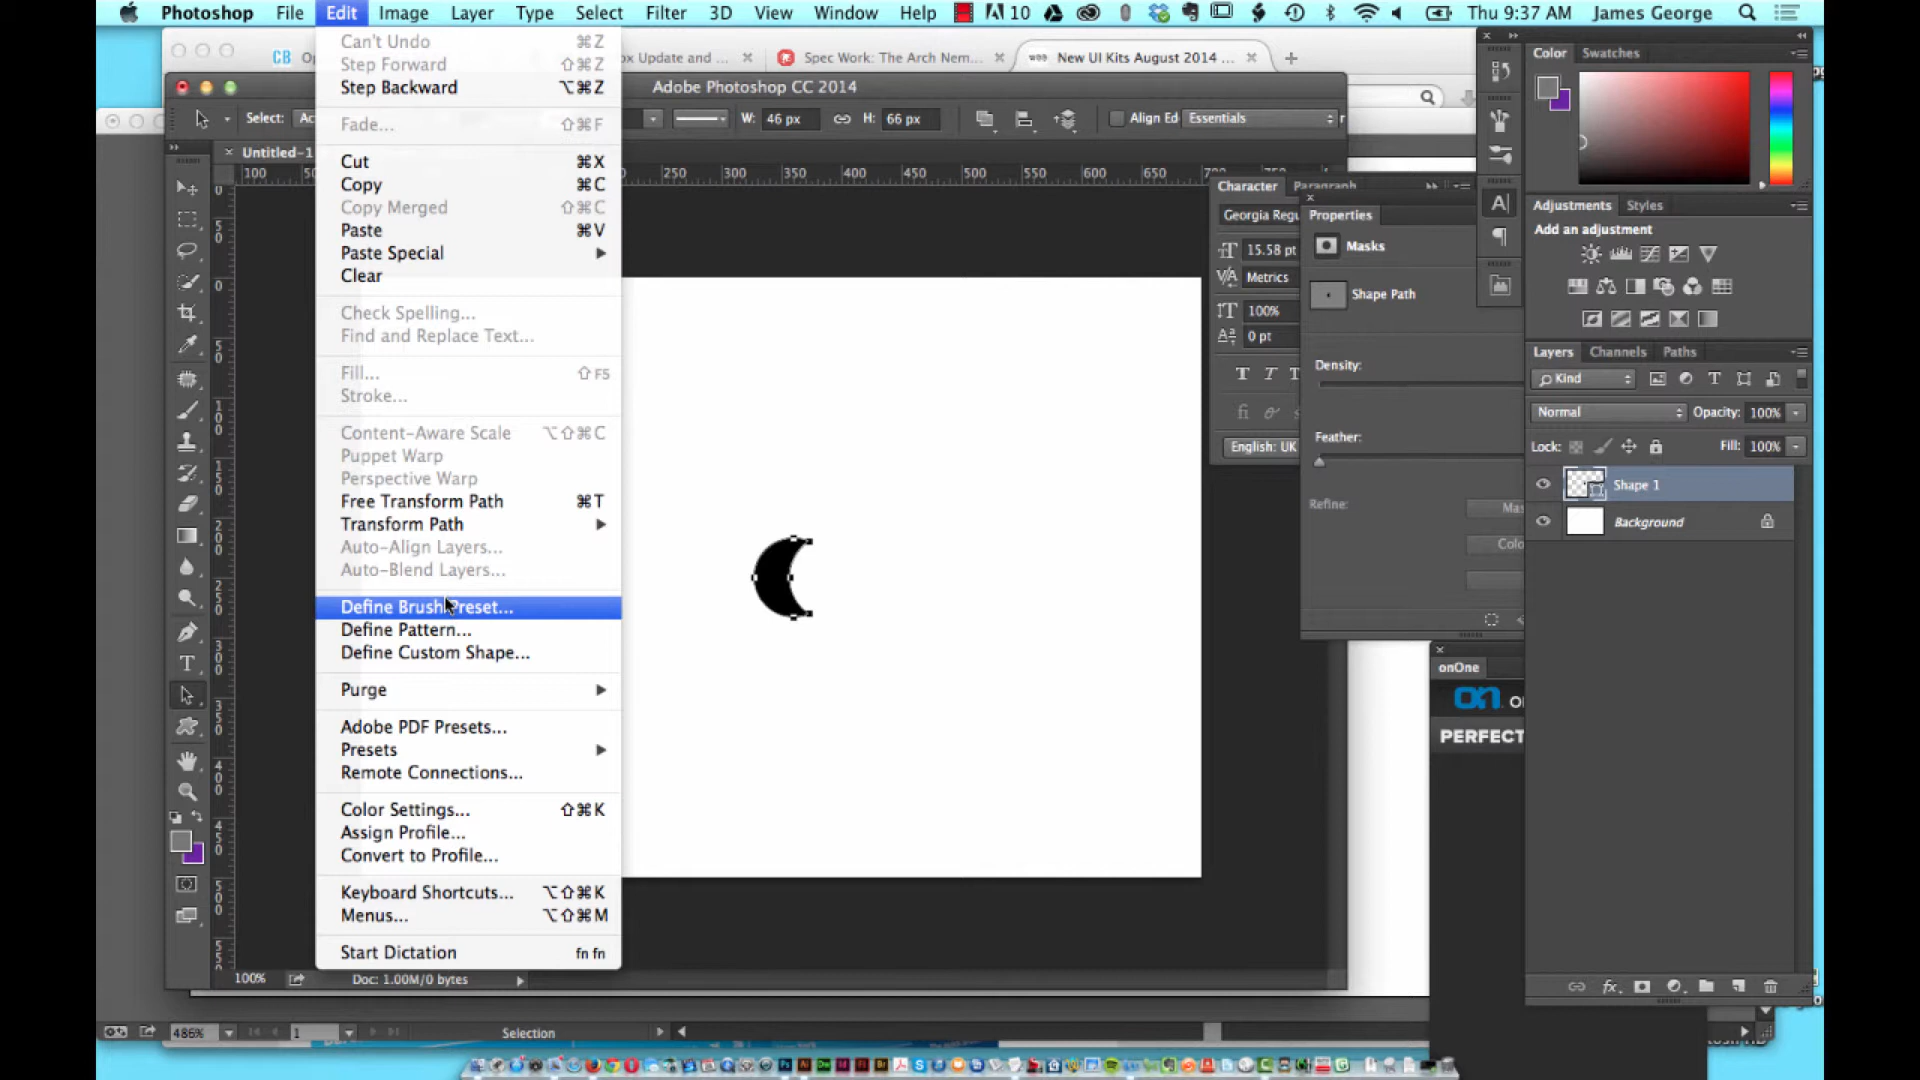 Photoshop File Edit Image Layer Type Select Filter 3D View Window Help 10 Thu 9:37 AM James George
Can't Undo ⌘Z
Step Forward ⇧⌘Z
Step Backward ⌥⌘Z
Fade... ⇧⌘F
Cut ⌘X
Copy ⌘C
Copy Merged ⇧⌘C
Paste ⌘V
Paste Special
Clear
Check Spelling...
Find and Replace Text...
Fill... ⇧F5
Stroke...
Content-Aware Scale ⌥⇧⌘C
Puppet Warp
Perspective Warp
Free Transform Path ⌘T
Transform Path
Auto-Align Layers...
Auto-Blend Layers...
Define Brush Preset...
Define Pattern...
Define Custom Shape...
Purge
Adobe PDF Presets...
Presets
Remote Connections...
Color Settings... ⇧⌘K
Assign Profile...
Convert to Profile...
Keyboard Shortcuts... ⌥⇧⌘K
Menus... ⌥⇧⌘M
Start Dictation fn fn
CB Update and ... Spec Work: The Arch Nem... New UI Kits August 2014 ...
Adobe Photoshop CC 2014
Select: W: 46 px H: 66 px Align Ed Essentials
Untitled-1
100 250 300 350 400 450 500 550 600 650
Character Paragraph
Georgia Regu
15.58 pt
Metrics
100%
0 pt
English: UK
Properties
Masks
Shape Path
Density:
Feather:
Refine:
Mas
Colo
onOne
on
PERFECT
Color Swatches
Adjustments Styles
Add an adjustment
Layers Channels Paths
Kind
Normal Opacity: 100%
Lock: Fill: 100%
Shape 1
Background
100% Doc: 1.00M/0 bytes
486% 1 Selection